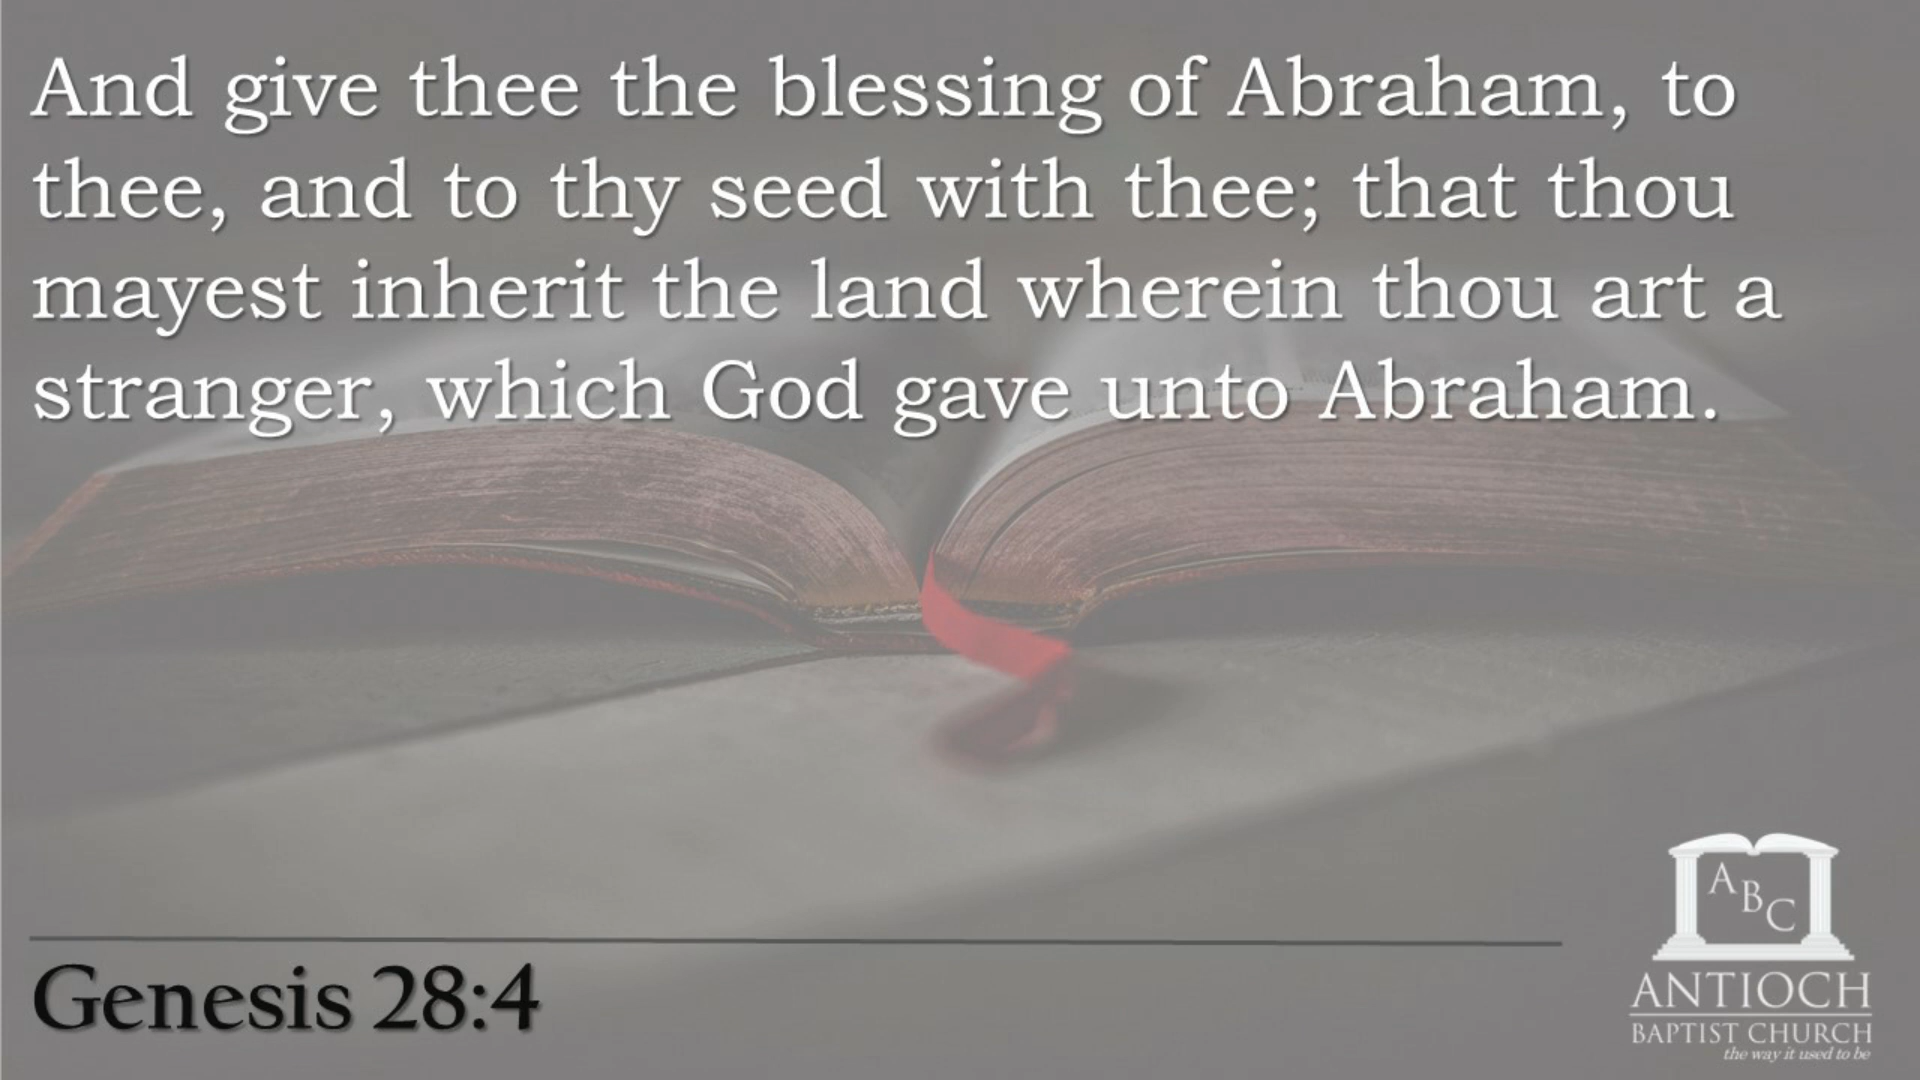 And give thee the blessing of Abraham, to
thee, and to thy seed with thee; that thou
mayest inherit the land wherein thou art a
stranger, which God gave unto Abraham.
Genesis 28:4
ABC
ANTIOCH
BAPTIST CHURCH
the way it used to be